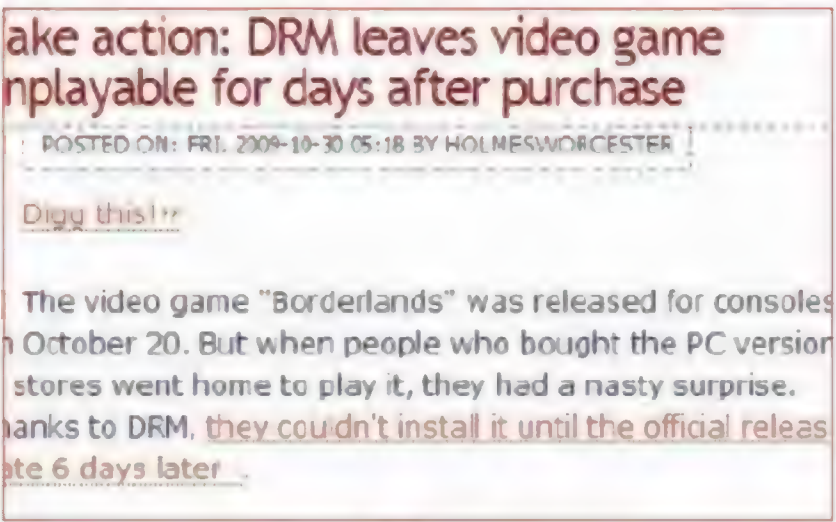 ake action: DRM leaves video game
nplayable for days after purchase
POSTED ON: FRI, 2009-10-30 05:18 BY HOLMESWORCESTER
Digg this!
The video game "Borderlands" was released for consoles
n October 20. But when people who bought the PC version
stores went home to play it, they had a nasty surprise.
hanks to DRM, they couldn't install it until the official releas
ate 6 days later